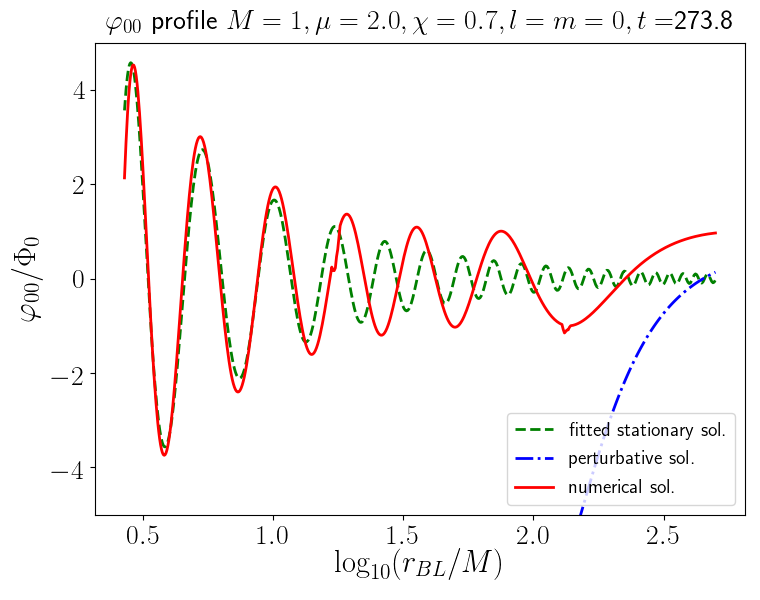 φ₀₀ profile M = 1, μ = 2.0, χ = 0.7, l = m = 0, t = 273.8
φ₀₀/Φ₀
4
2
0
−2
−4
fitted stationary sol.
perturbative sol.
numerical sol.
0.5 1.0 1.5 2.0 2.5
log₁₀(r_BL/M)